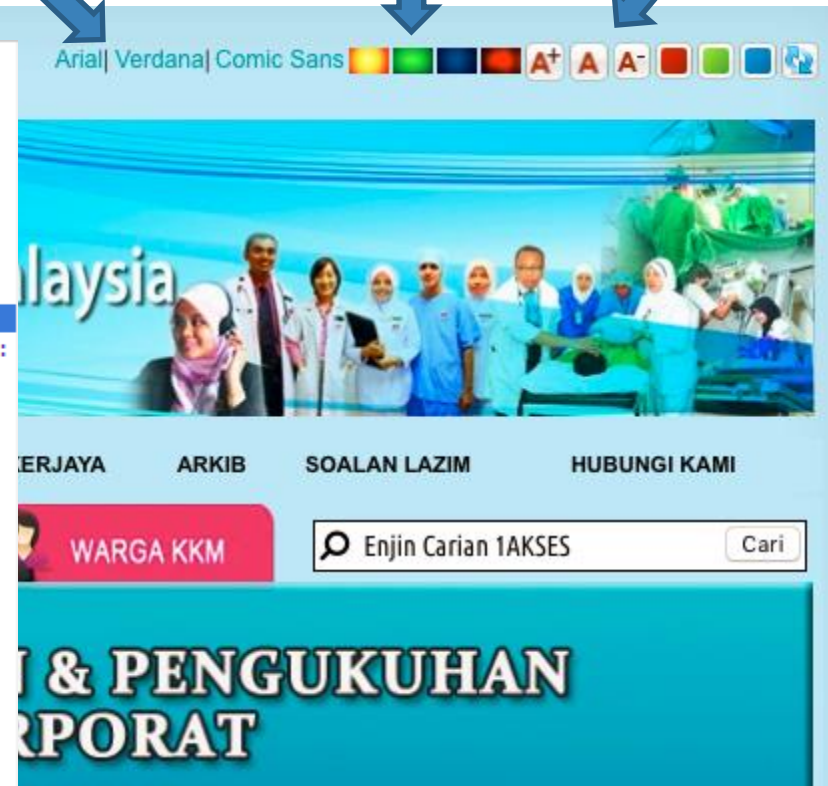 Arial| Verdana| Comic Sans A+ A A-
laysia
ERJAYA ARKIB SOALAN LAZIM HUBUNGI KAMI
WARGA KKM Enjin Carian 1AKSES Cari
& PENGUKUHAN
RPORAT